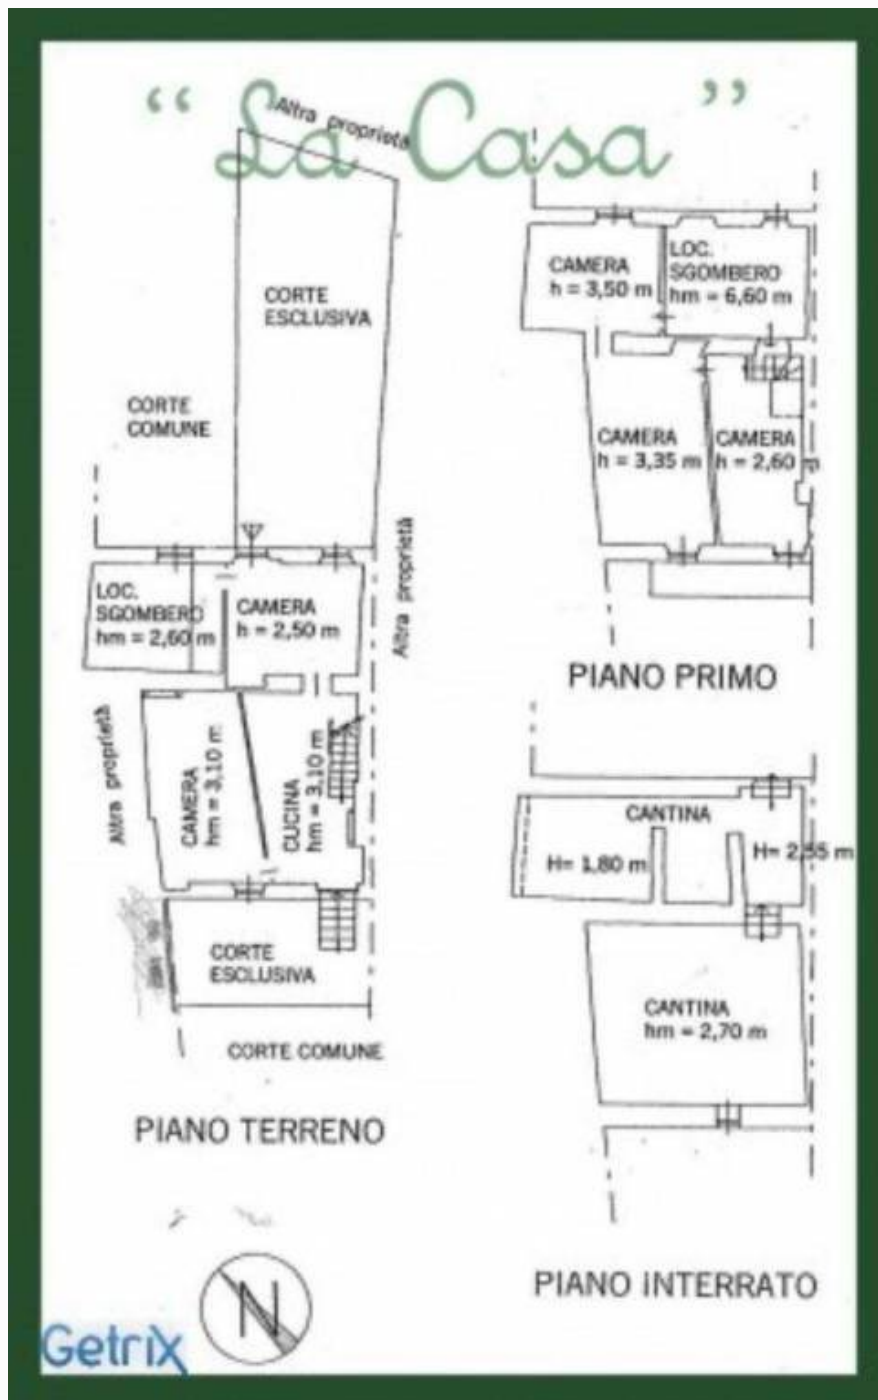 “ La Casa ”
Altra proprietà
CORTE
ESCLUSIVA
CORTE
COMUNE
Altra proprietà
LOC.
SGOMBERO
hm = 2,60 m
CAMERA
h = 2,50 m
Altra proprietà
CAMERA
hm = 3,10 m
CUCINA
hm = 3,10 m
CORTE
ESCLUSIVA
CORTE COMUNE
PIANO TERRENO
CAMERA
h = 3,50 m
LOC.
SGOMBERO
hm = 6,60 m
CAMERA
h = 3,35 m
CAMERA
h = 2,60 m
PIANO PRIMO
CANTINA
H= 1,80 m
H= 2,55 m
CANTINA
hm = 2,70 m
PIANO INTERRATO
N
Getrix